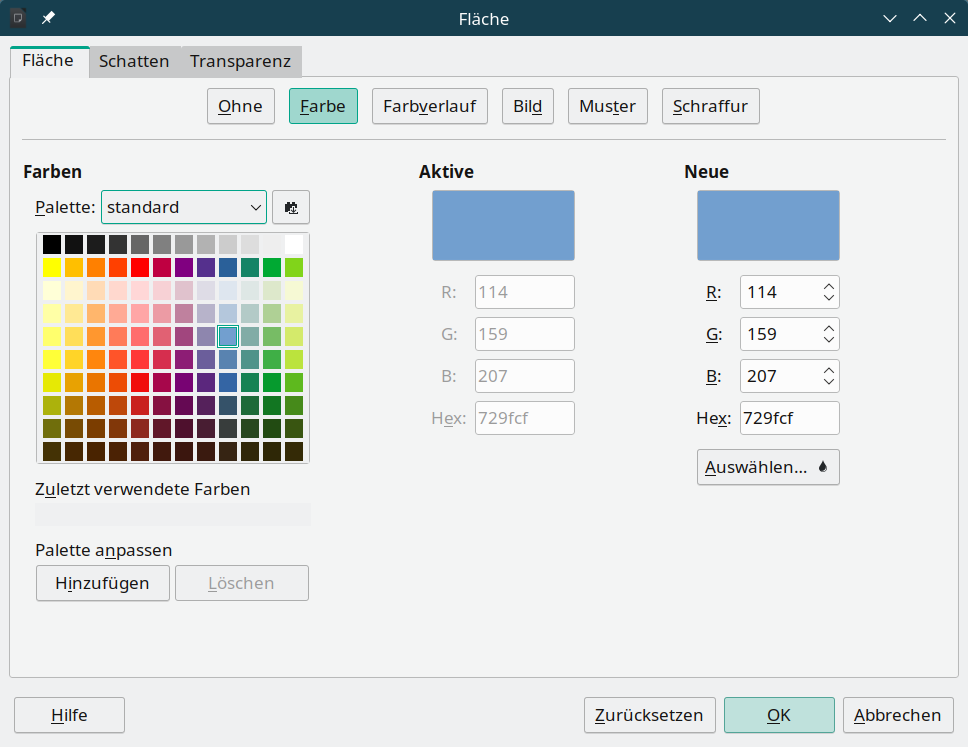 Fläche
Fläche Schatten Transparenz
Ohne Farbe Farbverlauf Bild Muster Schraffur
Farben
Palette: standard
Zuletzt verwendete Farben
Palette anpassen
Hinzufügen Löschen
Aktive
R: 114
G: 159
B: 207
Hex: 729fcf
Neue
R: 114
G: 159
B: 207
Hex: 729fcf
Auswählen...
Hilfe Zurücksetzen OK Abbrechen